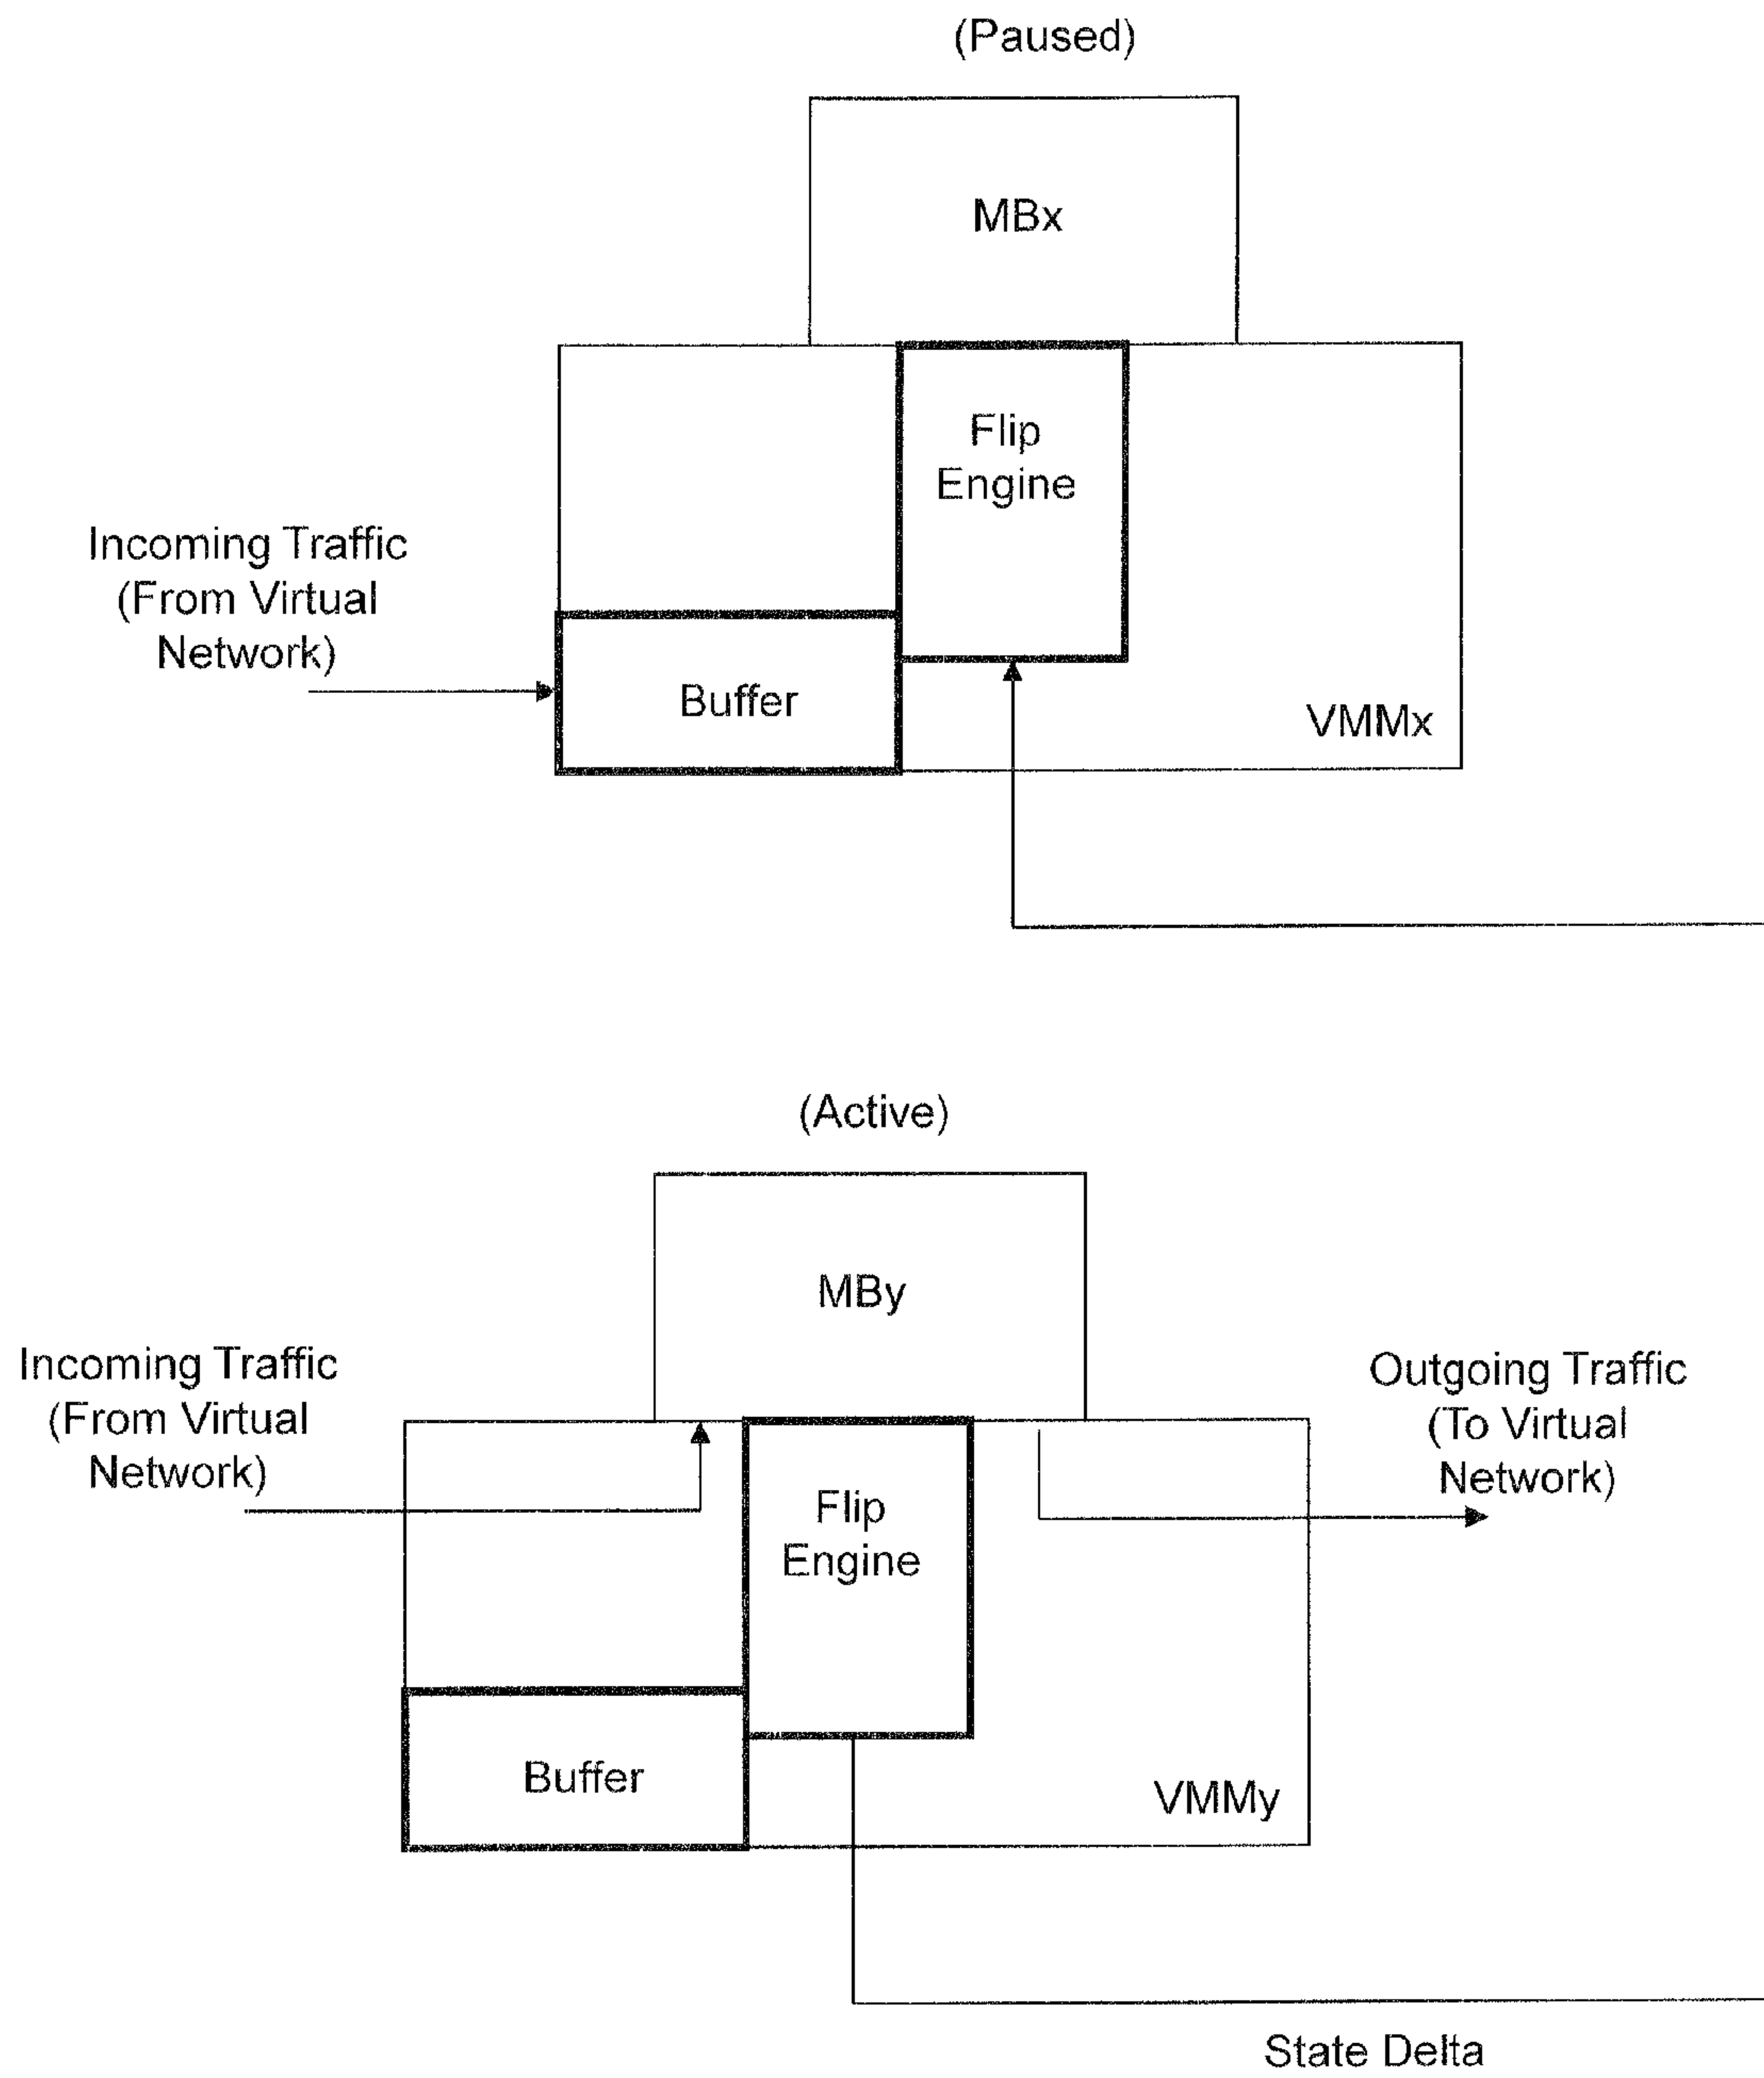 (Paused)
MBx
Flip
Engine
Incoming Traffic
(From Virtual
Network)
Buffer
VMMx
(Active)
MBy
Incoming Traffic
(From Virtual
Network)
Outgoing Traffic
(To Virtual
Network)
Flip
Engine
Buffer
VMMy
State Delta